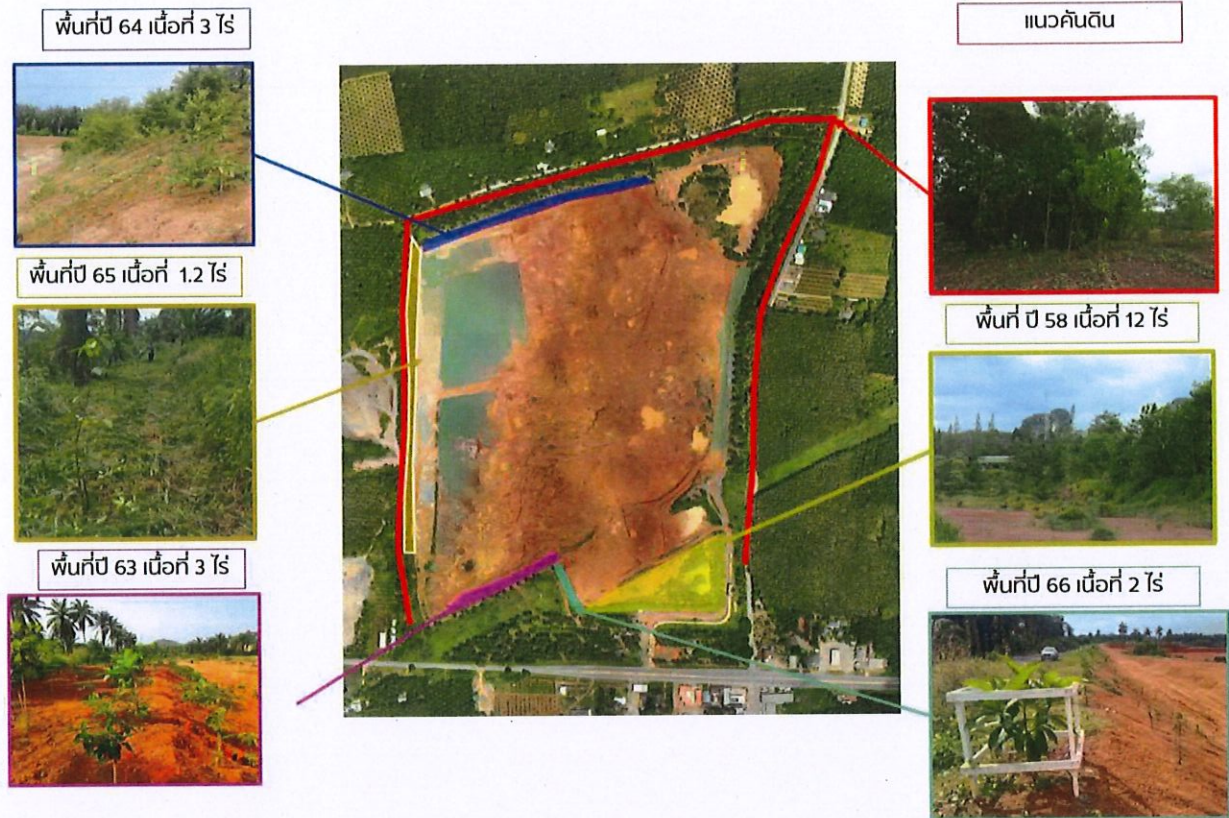 พื้นที่ปี 64 เนื้อที่ 3 ไร่
แนวคันดิน
พื้นที่ปี 65 เนื้อที่ 1.2 ไร่
พื้นที่ ปี 58 เนื้อที่ 12 ไร่
พื้นที่ปี 63 เนื้อที่ 3 ไร่
พื้นที่ปี 66 เนื้อที่ 2 ไร่